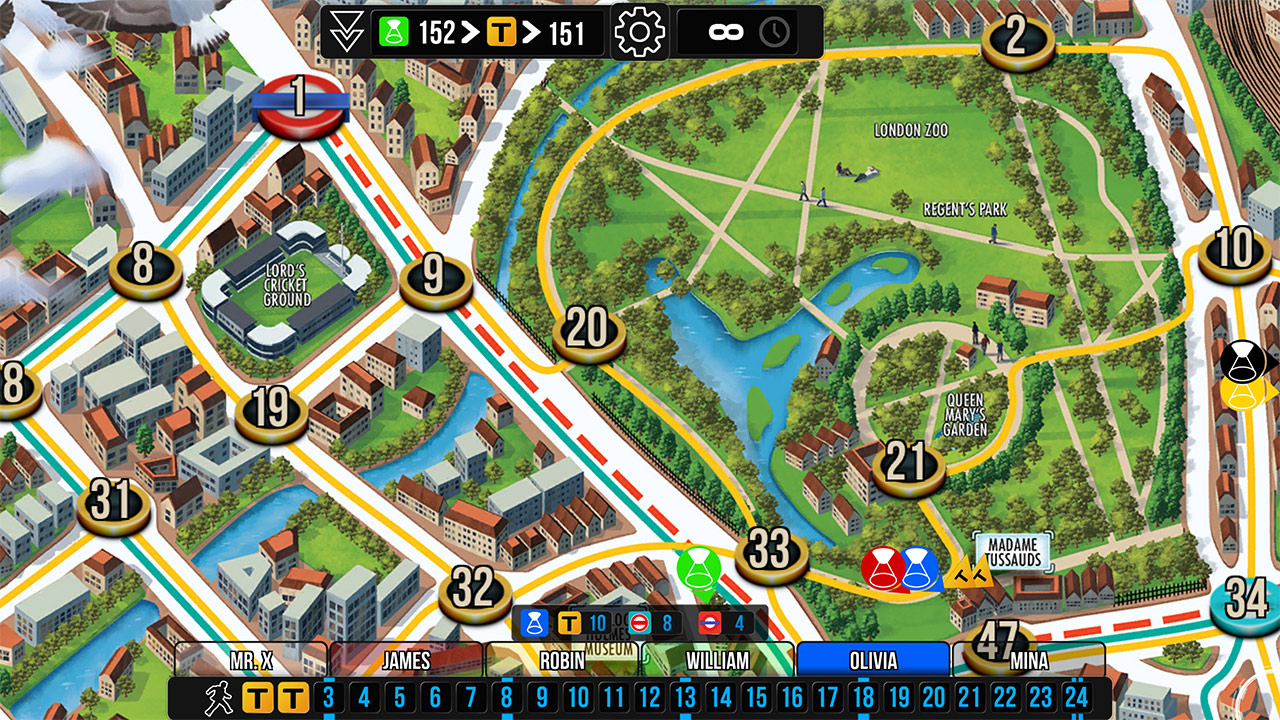 152 > T > 151
∞
1
2
LONDON ZOO
REGENT'S PARK
8
9
10
LORD'S
CRICKET
GROUND
20
8
19
QUEEN
MARY'S
GARDEN
21
31
33
MADAME
TUSSAUDS
32
34
T 10 8 4
HOLMES
MUSEUM
47
MR. X JAMES ROBIN WILLIAM OLIVIA MINA
T T 3 4 5 6 7 8 9 10 11 12 13 14 15 16 17 18 19 20 21 22 23 24